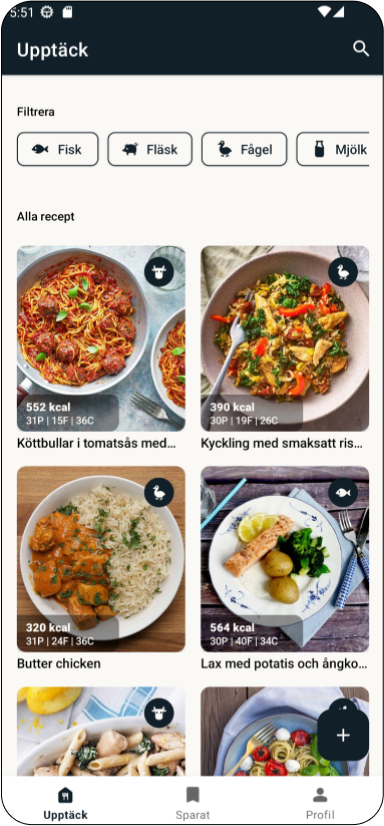 5:51
Upptäck
Filtrera
Fisk
Fläsk
Fågel
Mjölk
Alla recept
552 kcal
31P | 15F | 36C
Köttbullar i tomatsås med...
390 kcal
30P | 19F | 26C
Kyckling med smaksatt ris...
320 kcal
31P | 24F | 36C
Butter chicken
564 kcal
30P | 40F | 34C
Lax med potatis och ångko...
+
Upptäck
Sparat
Profil